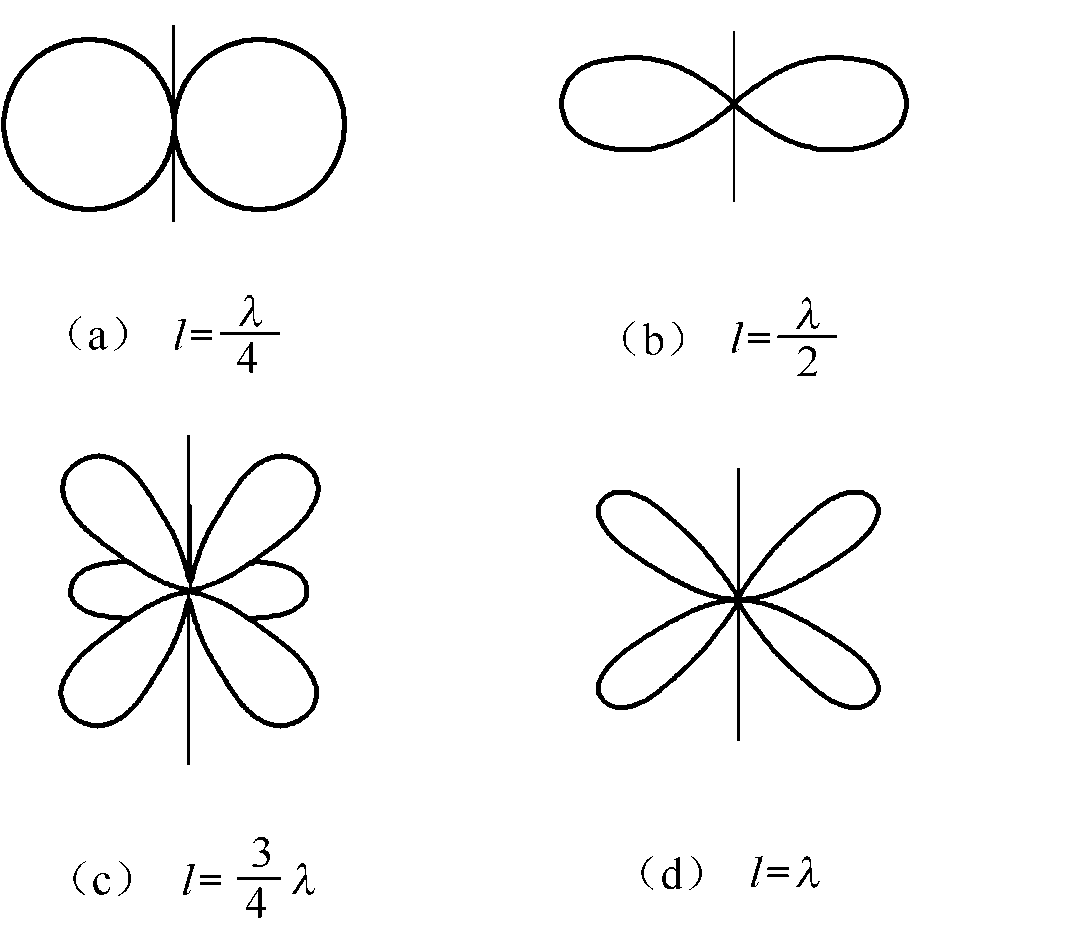 （a） l=λ/4
（b） l=λ/2
（c） l=3/4 λ
（d） l=λ